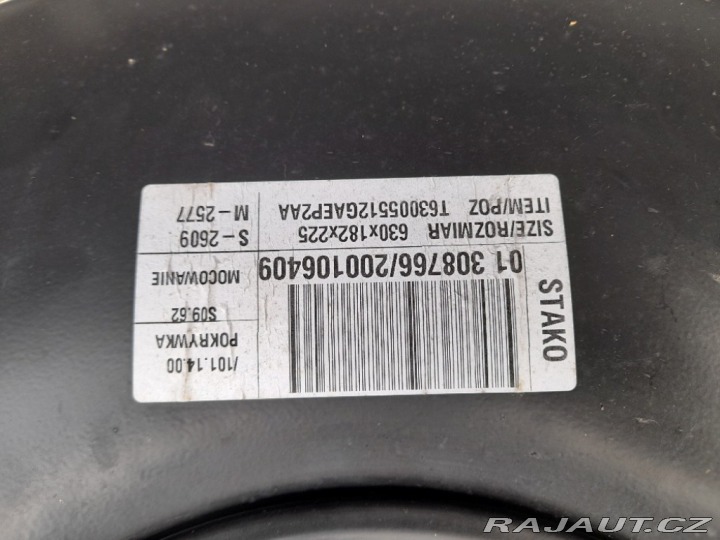 STAKO
/101.14.00
POKRYWKA
S09.62
MOCOWANIE
S-2609
M-2577
01 308766/200106409
SIZE/ROZMIAR 630x182x225
ITEM/POZ T63005512GAEP2AA
RAJAUT.CZ